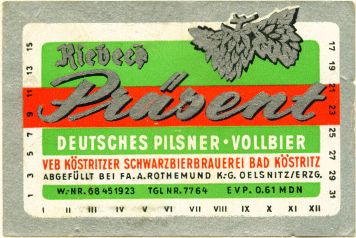 Riebeck
Präsent
DEUTSCHES PILSNER · VOLLBIER
VEB KÖSTRITZER SCHWARZBIERBRAUEREI BAD KÖSTRITZ
ABGEFÜLLT BEI FA. A. ROTHEMUND K.-G. OELSNITZ/ERZG.
W.-NR. 68 451923 TGL NR. 7764 EVP. 0.61 MDN
1 3 5 7 9 11 13 15
17 19 21 23 25 27 29 31
I II III IV V VI VII VIII IX X XI XII